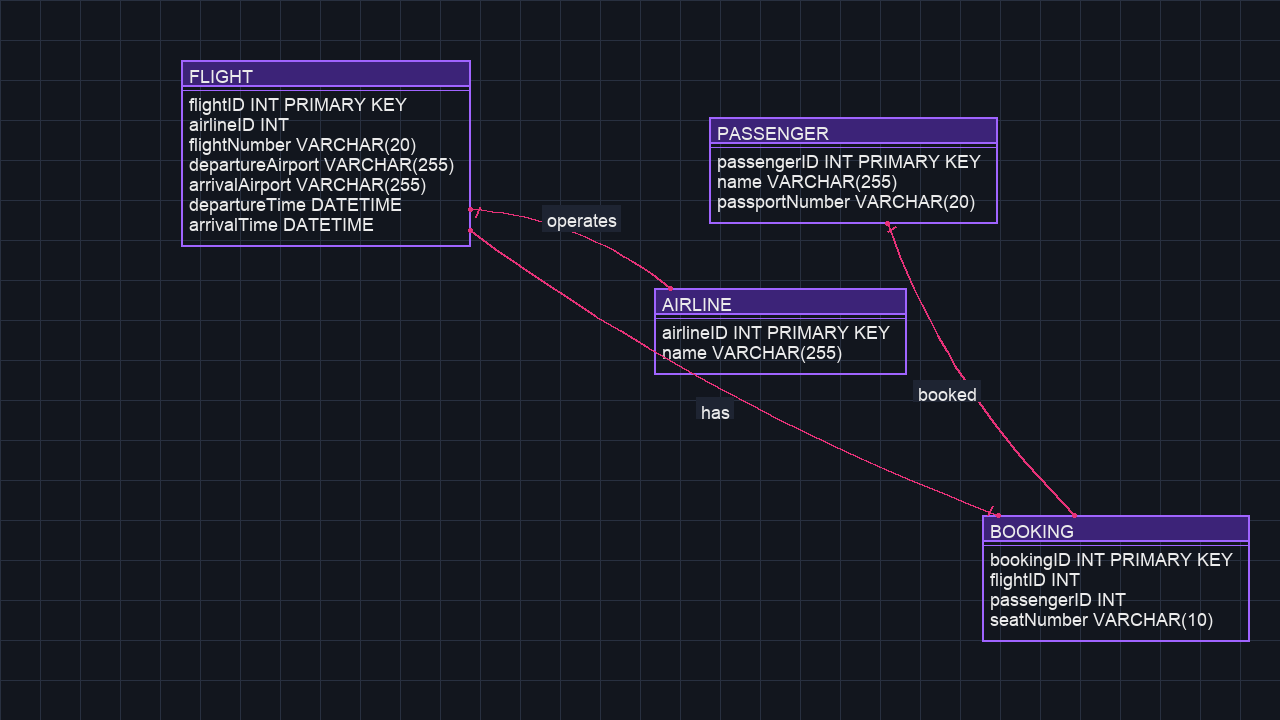 FLIGHT
flightID INT PRIMARY KEY
airlineID INT
flightNumber VARCHAR(20)
departureAirport VARCHAR(255)
arrivalAirport VARCHAR(255)
departureTime DATETIME
arrivalTime DATETIME
PASSENGER
passengerID INT PRIMARY KEY
name VARCHAR(255)
passportNumber VARCHAR(20)
operates
AIRLINE
airlineID INT PRIMARY KEY
name VARCHAR(255)
booked
has
BOOKING
bookingID INT PRIMARY KEY
flightID INT
passengerID INT
seatNumber VARCHAR(10)